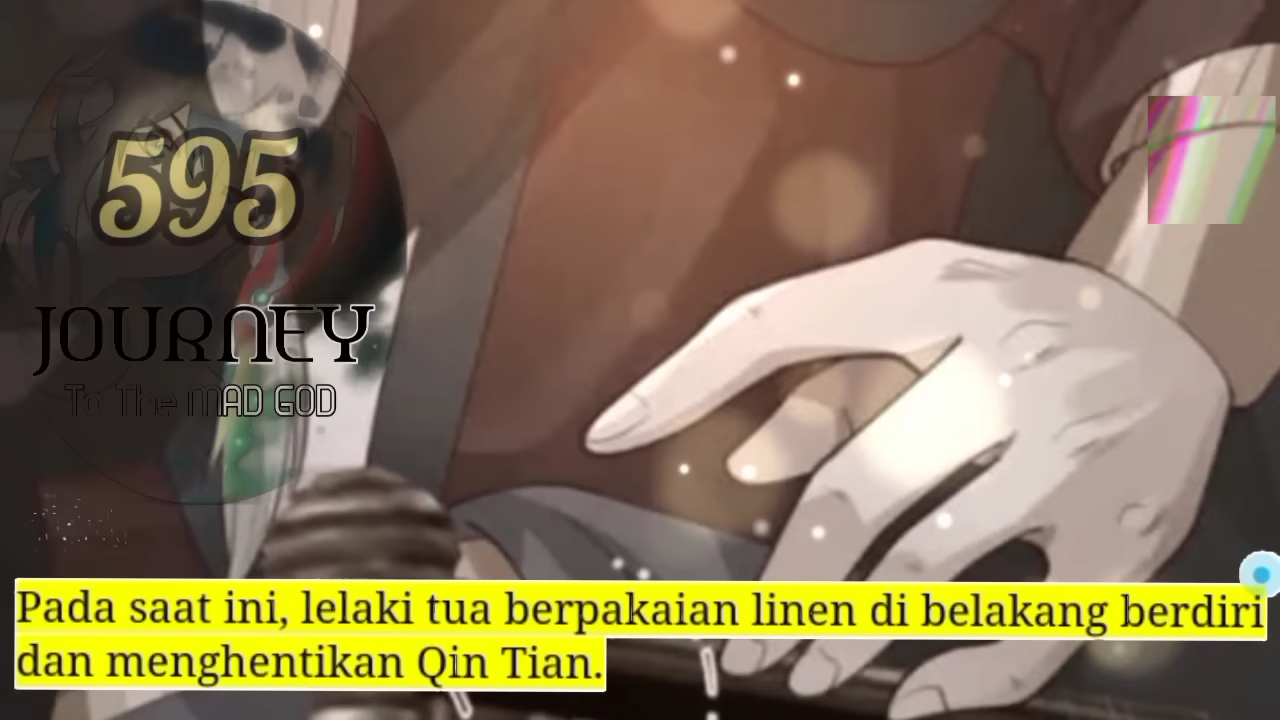 595
JOURNEY
To The MAD GOD
Pada saat ini, lelaki tua berpakaian linen di belakang berdiri
dan menghentikan Qin Tian.